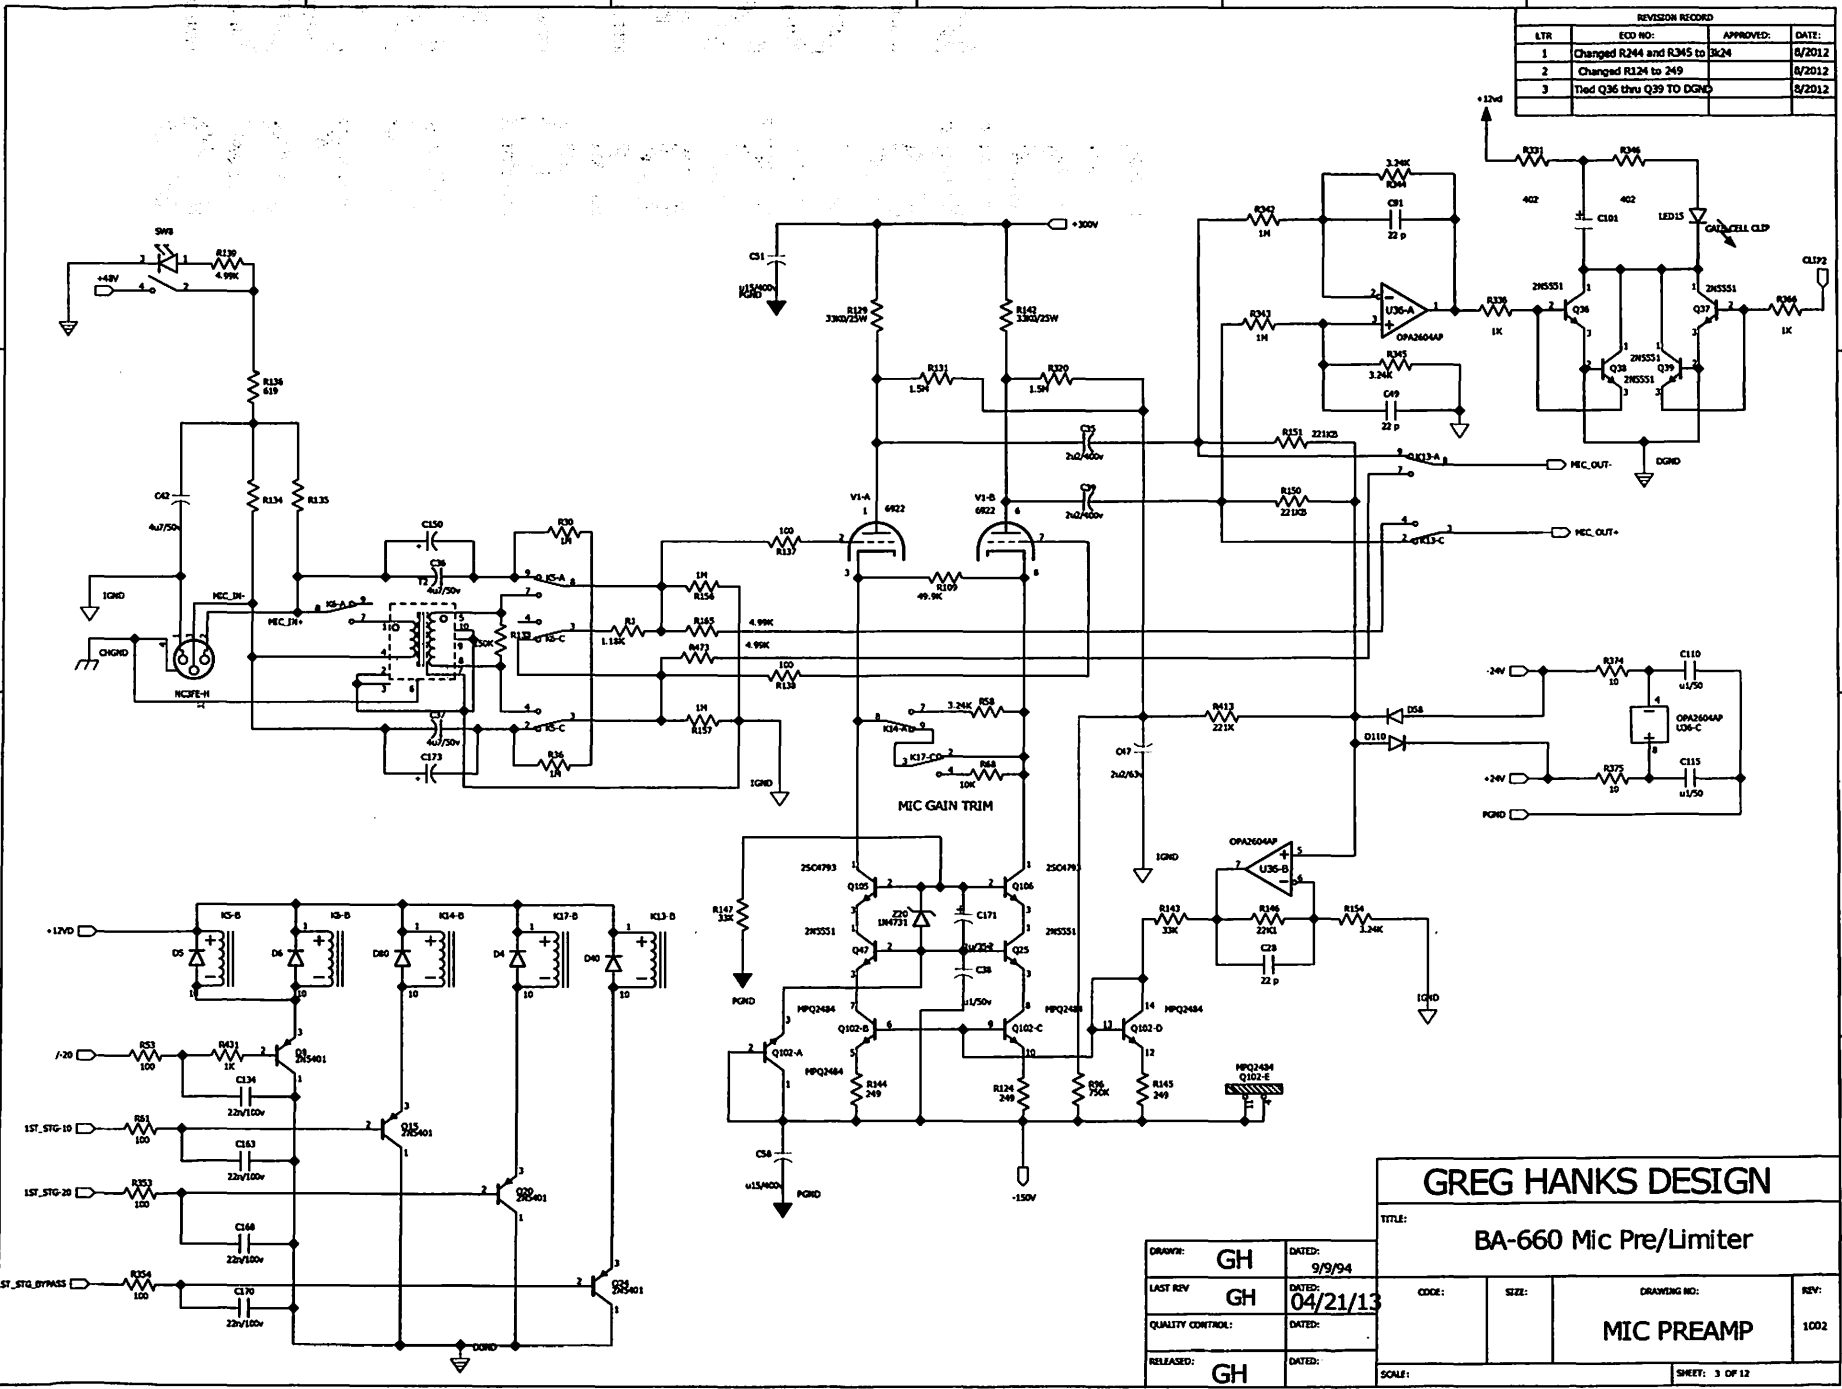 REVISION RECORD
LTR ECO NO: APPROVED: DATE:
1 Changed R244 and R345 to 3k24 8/2012
2 Changed R124 to 249 8/2012
3 Tied Q36 thru Q39 TO DGND 8/2012
+12vd
R331
402
R346
402
C101
LED15
GAIN CELL CLIP
CLIP2
3.24K
R344
C91
22 p
R342
1M
R343
1M
U36-A
OPA2604AP
R345
3.24K
C49
22 p
R336
1K
2N5551
Q36
2N5551
Q37
R366
1K
2N5551
Q38
2N5551
Q39
DGND
SW8
R139
4.99K
+48V
R136
619
C42
4u7/50v
R134
R135
IGND
MIC_IN-
MIC_IN+
CHGND
NC3FE-H
K6-A
T2
C150
C36
4u7/50v
C37
4u7/50v
C173
R132
150K
R30
1M
K5-A
K6-C
K5-C
R36
1M
R1
1.18K
R156
1M
R165
4.99K
R473
4.99K
R157
1M
IGND
100
R137
100
R138
C51
u15/400v
PGND
+300V
R129
33K0/25W
R142
33K0/25W
R131
1.5M
R320
1.5M
V1-A
6922
V1-B
6922
R109
49.9K
C35
2u2/400v
C39
2u2/400v
R151 221KB
R150
221KB
K13-A
MIC_OUT-
K13-C
MIC_OUT+
3.24K R58
K14-A
K17-C
R68
10K
MIC GAIN TRIM
R413
221K
2u2/63v
IGND
D58
D110
-24V
R374
10
C110
u1/50
OPA2604AP
U36-C
+24V
R375
10
C115
u1/50
PGND
OPA2604AP
U36-B
R143
33K
R146
22K1
R154
3.24K
C28
22 p
IGND
2SC4793
Q105
Q106
2SC4793
R147
33K
PGND
Z20
1N4731
C171
2N5551
Q47
Q25
2N5551
C38
u1/50v
MPQ2484
Q102-B
Q102-C
MPQ2484
Q102-A
MPQ2484
Q102-D
MPQ2484
R144
249
R124
249
R96
750K
R145
249
MPQ2484
Q102-E
C58
u15/400v
PGND
-150V
+12VD
K5-B
K6-B
K14-B
K17-B
K13-B
D5
D6
D80
D4
D40
/-20
R53
100
R431
1K
2N5401
C134
22n/100v
1ST_STG-10
R61
100
Q15
2N5401
C163
22n/100v
1ST_STG-20
R353
100
Q20
2N5401
C168
22n/100v
ST_STG_BYPASS
R354
100
Q24
2N5401
C170
22n/100v
DGND
GREG HANKS DESIGN
TITLE:
BA-660 Mic Pre/Limiter
DRAWN: GH DATED: 9/9/94
LAST REV GH DATED: 04/21/13
QUALITY CONTROL: DATED:
RELEASED: GH DATED:
CODE: SIZE: DRAWING NO: REV:
MIC PREAMP 1002
SCALE: SHEET: 3 OF 12